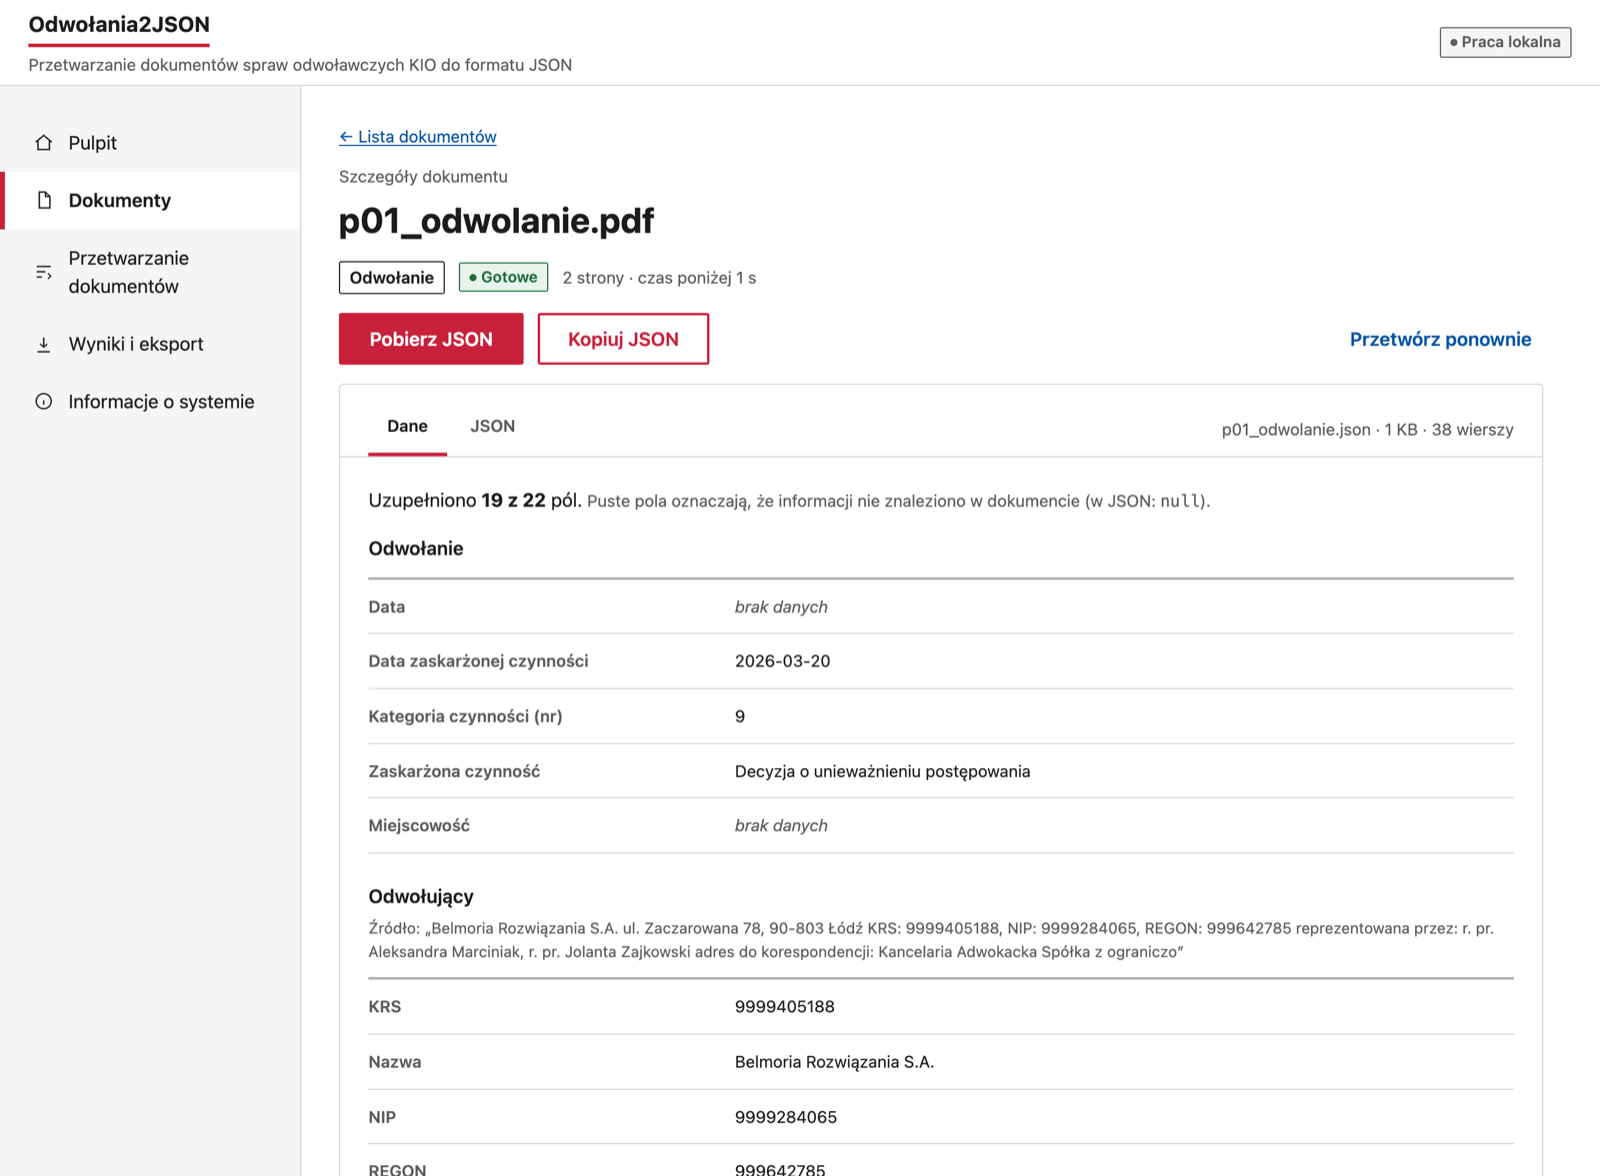 Odwołania2JSON
Przetwarzanie dokumentów spraw odwoławczych KIO do formatu JSON
Praca lokalna
Pulpit
Dokumenty
Przetwarzanie
dokumentów
Wyniki i eksport
Informacje o systemie
← Lista dokumentów
Szczegóły dokumentu
p01_odwolanie.pdf
Odwołanie
Gotowe
2 strony · czas poniżej 1 s
Pobierz JSON
Kopiuj JSON
Przetwórz ponownie
Dane
JSON
p01_odwolanie.json · 1 KB · 38 wierszy
Uzupełniono 19 z 22 pól. Puste pola oznaczają, że informacji nie znaleziono w dokumencie (w JSON: null).
Odwołanie
Data
brak danych
Data zaskarżonej czynności
2026-03-20
Kategoria czynności (nr)
9
Zaskarżona czynność
Decyzja o unieważnieniu postępowania
Miejscowość
brak danych
Odwołujący
Źródło: „Belmoria Rozwiązania S.A. ul. Zaczarowana 78, 90-803 Łódź KRS: 9999405188, NIP: 9999284065, REGON: 999642785 reprezentowana przez: r. pr.
Aleksandra Marciniak, r. pr. Jolanta Zajkowski adres do korespondencji: Kancelaria Adwokacka Spółka z ograniczo”
KRS
9999405188
Nazwa
Belmoria Rozwiązania S.A.
NIP
9999284065
REGON
999642785